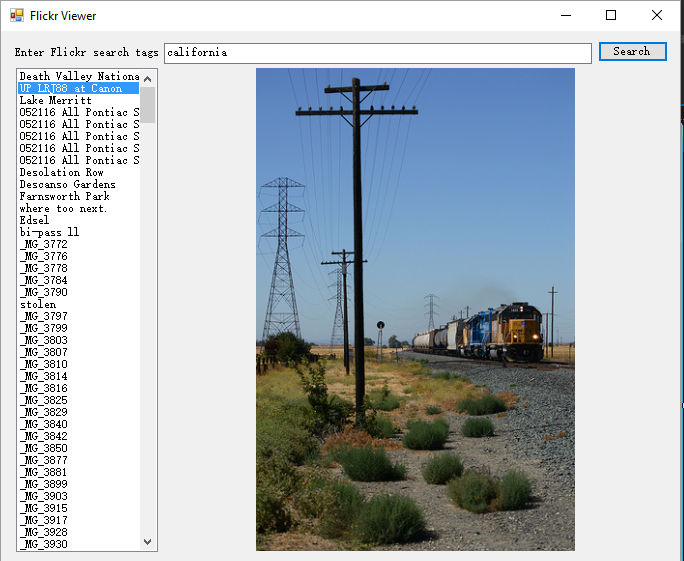 Flickr Viewer
Enter Flickr search tags california Search
Death Valley Nationa
UP LRT88 at Canon
Lake Merritt
052116 All Pontiac S
052116 All Pontiac S
052116 All Pontiac S
052116 All Pontiac S
052116 All Pontiac S
Desolation Row
Descanso Gardens
Farnsworth Park
where too next.
Edsel
bi-pass ll
_MG_3772
_MG_3776
_MG_3778
_MG_3784
_MG_3790
stolen
_MG_3797
_MG_3799
_MG_3803
_MG_3807
_MG_3810
_MG_3814
_MG_3816
_MG_3825
_MG_3829
_MG_3840
_MG_3842
_MG_3850
_MG_3877
_MG_3881
_MG_3899
_MG_3903
_MG_3915
_MG_3917
_MG_3928
_MG_3930